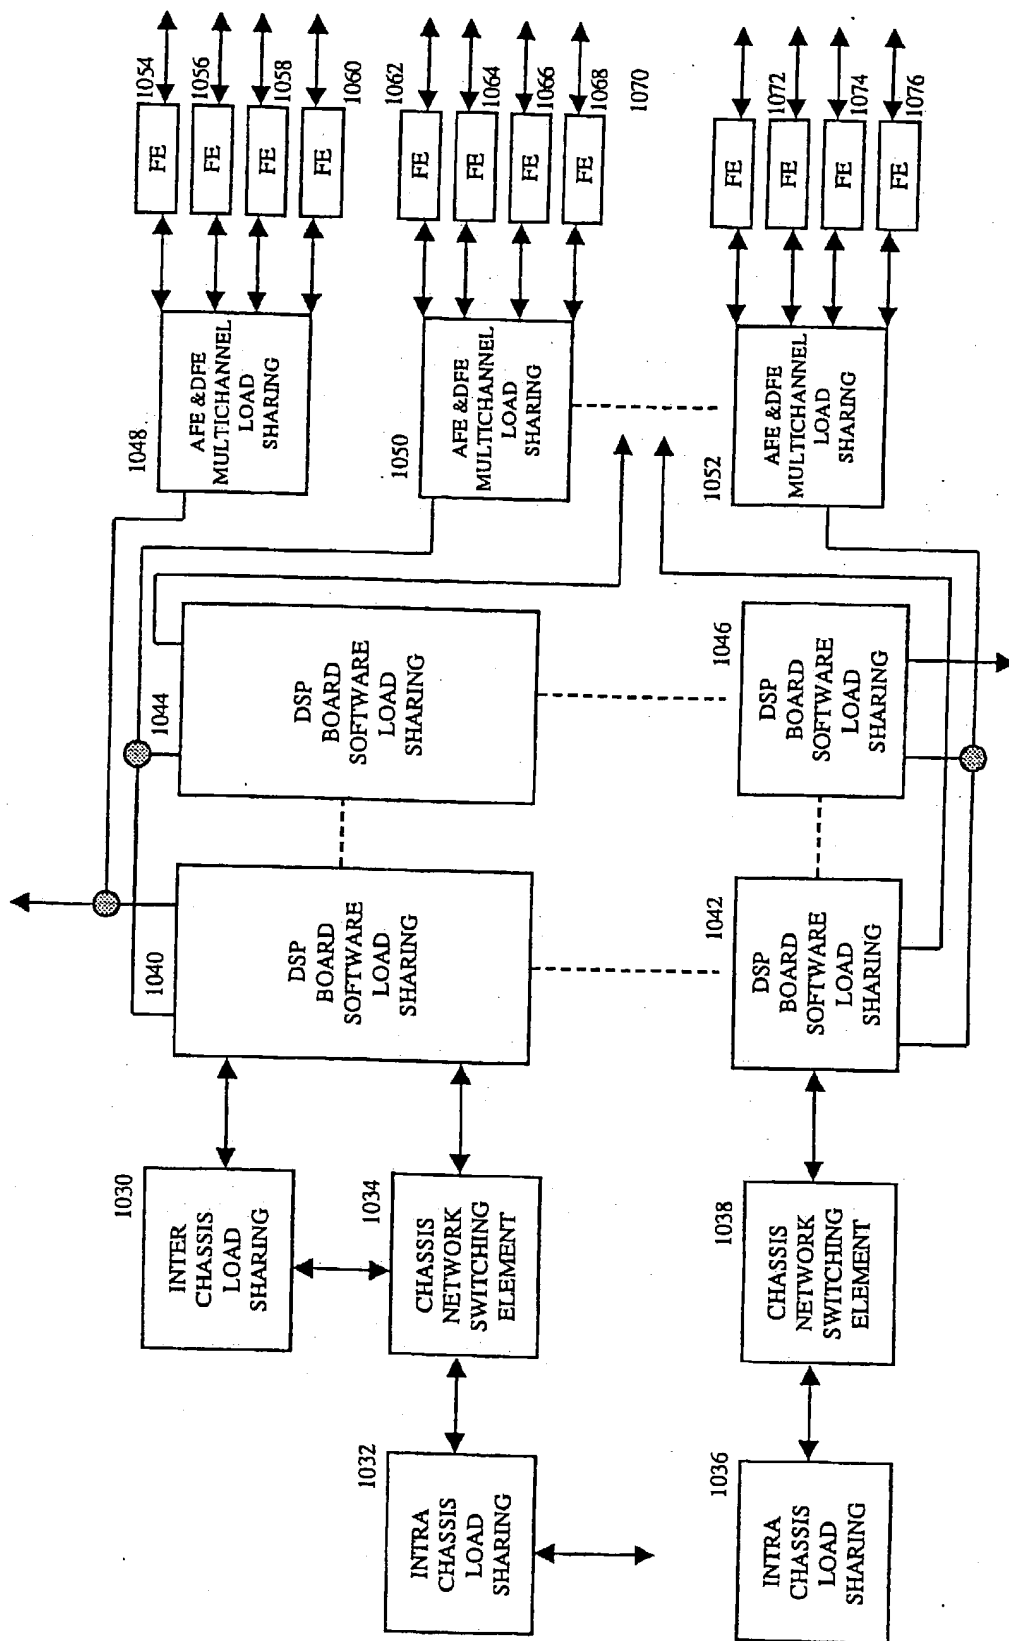 1054
FE
1056
FE
1058
FE
1060
FE
1048
AFE &DFE
MULTICHANNEL
LOAD
SHARING
1062
FE
1064
FE
1066
FE
1068
FE
1070
1050
AFE &DFE
MULTICHANNEL
LOAD
SHARING
FE
1072
FE
1074
FE
1076
FE
1052
AFE &DFE
MULTICHANNEL
LOAD
SHARING
1044
DSP
BOARD
SOFTWARE
LOAD
SHARING
1046
DSP
BOARD
SOFTWARE
LOAD
SHARING
1040
DSP
BOARD
SOFTWARE
LOAD
SHARING
1042
DSP
BOARD
SOFTWARE
LOAD
SHARING
1030
INTER
CHASSIS
LOAD
SHARING
1034
CHASSIS
NETWORK
SWITCHING
ELEMENT
1038
CHASSIS
NETWORK
SWITCHING
ELEMENT
1032
INTRA
CHASSIS
LOAD
SHARING
1036
INTRA
CHASSIS
LOAD
SHARING